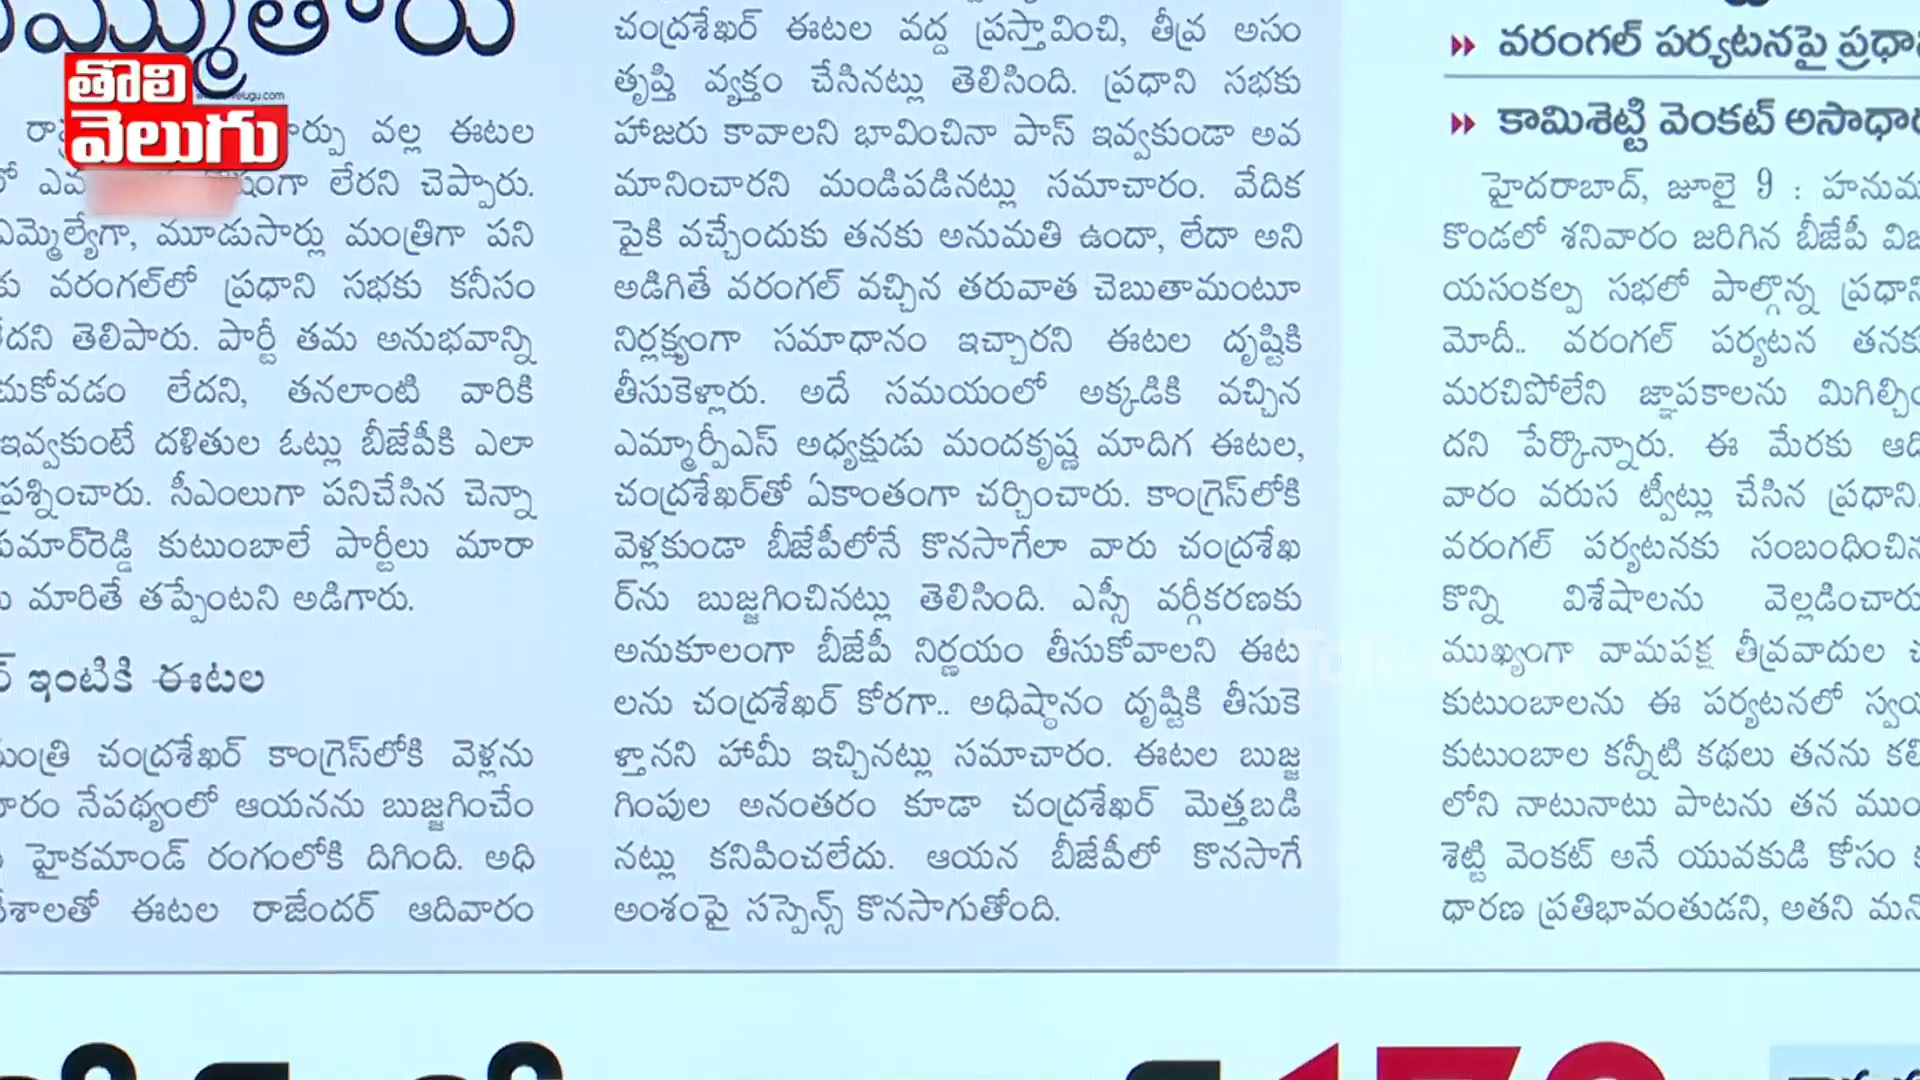 తొలి
వెలుగు
వల్ల ఈటల
లేరని చెప్పారు.
మూడుసార్లు మంత్రిగా పని
వరంగల్‌లో ప్రధాని సభకు కనీసం
తెలిపారు. పార్టీ తమ అనుభవాన్ని
లేదని, తనలాంటి వారికి
ఇవ్వకుంటే దళితుల ఓట్లు బీజేపీకి ఎలా
ప్రశ్నించారు. సీఎంలుగా పనిచేసిన చెన్నా
కుటుంబాలే పార్టీలు మారా
మారితే తప్పేంటని అడిగారు.
ఇంటికి ఈటల
చంద్రశేఖర్ కాంగ్రెస్‌లోకి వెళ్లను
నేపథ్యంలో ఆయనను బుజ్జగించేం
హైకమాండ్ రంగంలోకి దిగింది. అధి
ఈటల రాజేందర్ ఆదివారం
చంద్రశేఖర్ ఈటల వద్ద ప్రస్తావించి, తీవ్ర అసం
తృప్తి వ్యక్తం చేసినట్లు తెలిసింది. ప్రధాని సభకు
హాజరు కావాలని భావించినా పాస్ ఇవ్వకుండా అవ
మానించారని మండిపడినట్లు సమాచారం. వేదిక
పైకి వచ్చేందుకు తనకు అనుమతి ఉందా, లేదా అని
అడిగితే వరంగల్ వచ్చిన తరువాత చెబుతామంటూ
నిర్లక్ష్యంగా సమాధానం ఇచ్చారని ఈటల దృష్టికి
తీసుకెళ్లారు. అదే సమయంలో అక్కడికి వచ్చిన
ఎమ్మార్పీఎస్ అధ్యక్షుడు మందకృష్ణ మాదిగ ఈటల,
చంద్రశేఖర్‌తో ఏకాంతంగా చర్చించారు. కాంగ్రెస్‌లోకి
వెళ్లకుండా బీజేపీలోనే కొనసాగేలా వారు చంద్రశేఖ
ర్‌ను బుజ్జగించినట్లు తెలిసింది. ఎస్సీ వర్గీకరణకు
అనుకూలంగా బీజేపీ నిర్ణయం తీసుకోవాలని ఈట
లను చంద్రశేఖర్ కోరగా.. అధిష్ఠానం దృష్టికి తీసుకె
ళ్తానని హామీ ఇచ్చినట్లు సమాచారం. ఈటల బుజ్జ
గింపుల అనంతరం కూడా చంద్రశేఖర్ మెత్తబడి
నట్లు కనిపించలేదు. ఆయన బీజేపీలో కొనసాగే
అంశంపై సస్పెన్స్ కొనసాగుతోంది.
వరంగల్ పర్యటనపై
కామిశెట్టి వెంకట్
హైదరాబాద్, జూలై 9 :
కొండలో శనివారం జరిగిన బీజేపీ విజ
యసంకల్ప సభలో పాల్గొన్న
మోదీ.. వరంగల్ పర్యటన
మరచిపోలేని జ్ఞాపకాలను
దని పేర్కొన్నారు. ఈ మేరకు ఆది
వారం వరుస ట్వీట్లు చేసిన ప్రధాని
వరంగల్ పర్యటనకు
కొన్ని విశేషాలను
ముఖ్యంగా వామపక్ష తీవ్రవాదుల
కుటుంబాలను ఈ పర్యటనలో
కుటుంబాల కన్నీటి కథలు తనను
లోని నాటునాటు పాటను తన
శెట్టి వెంకట్ అనే యువకుడి కోసం
ధారణ ప్రతిభావంతుడని, అతని